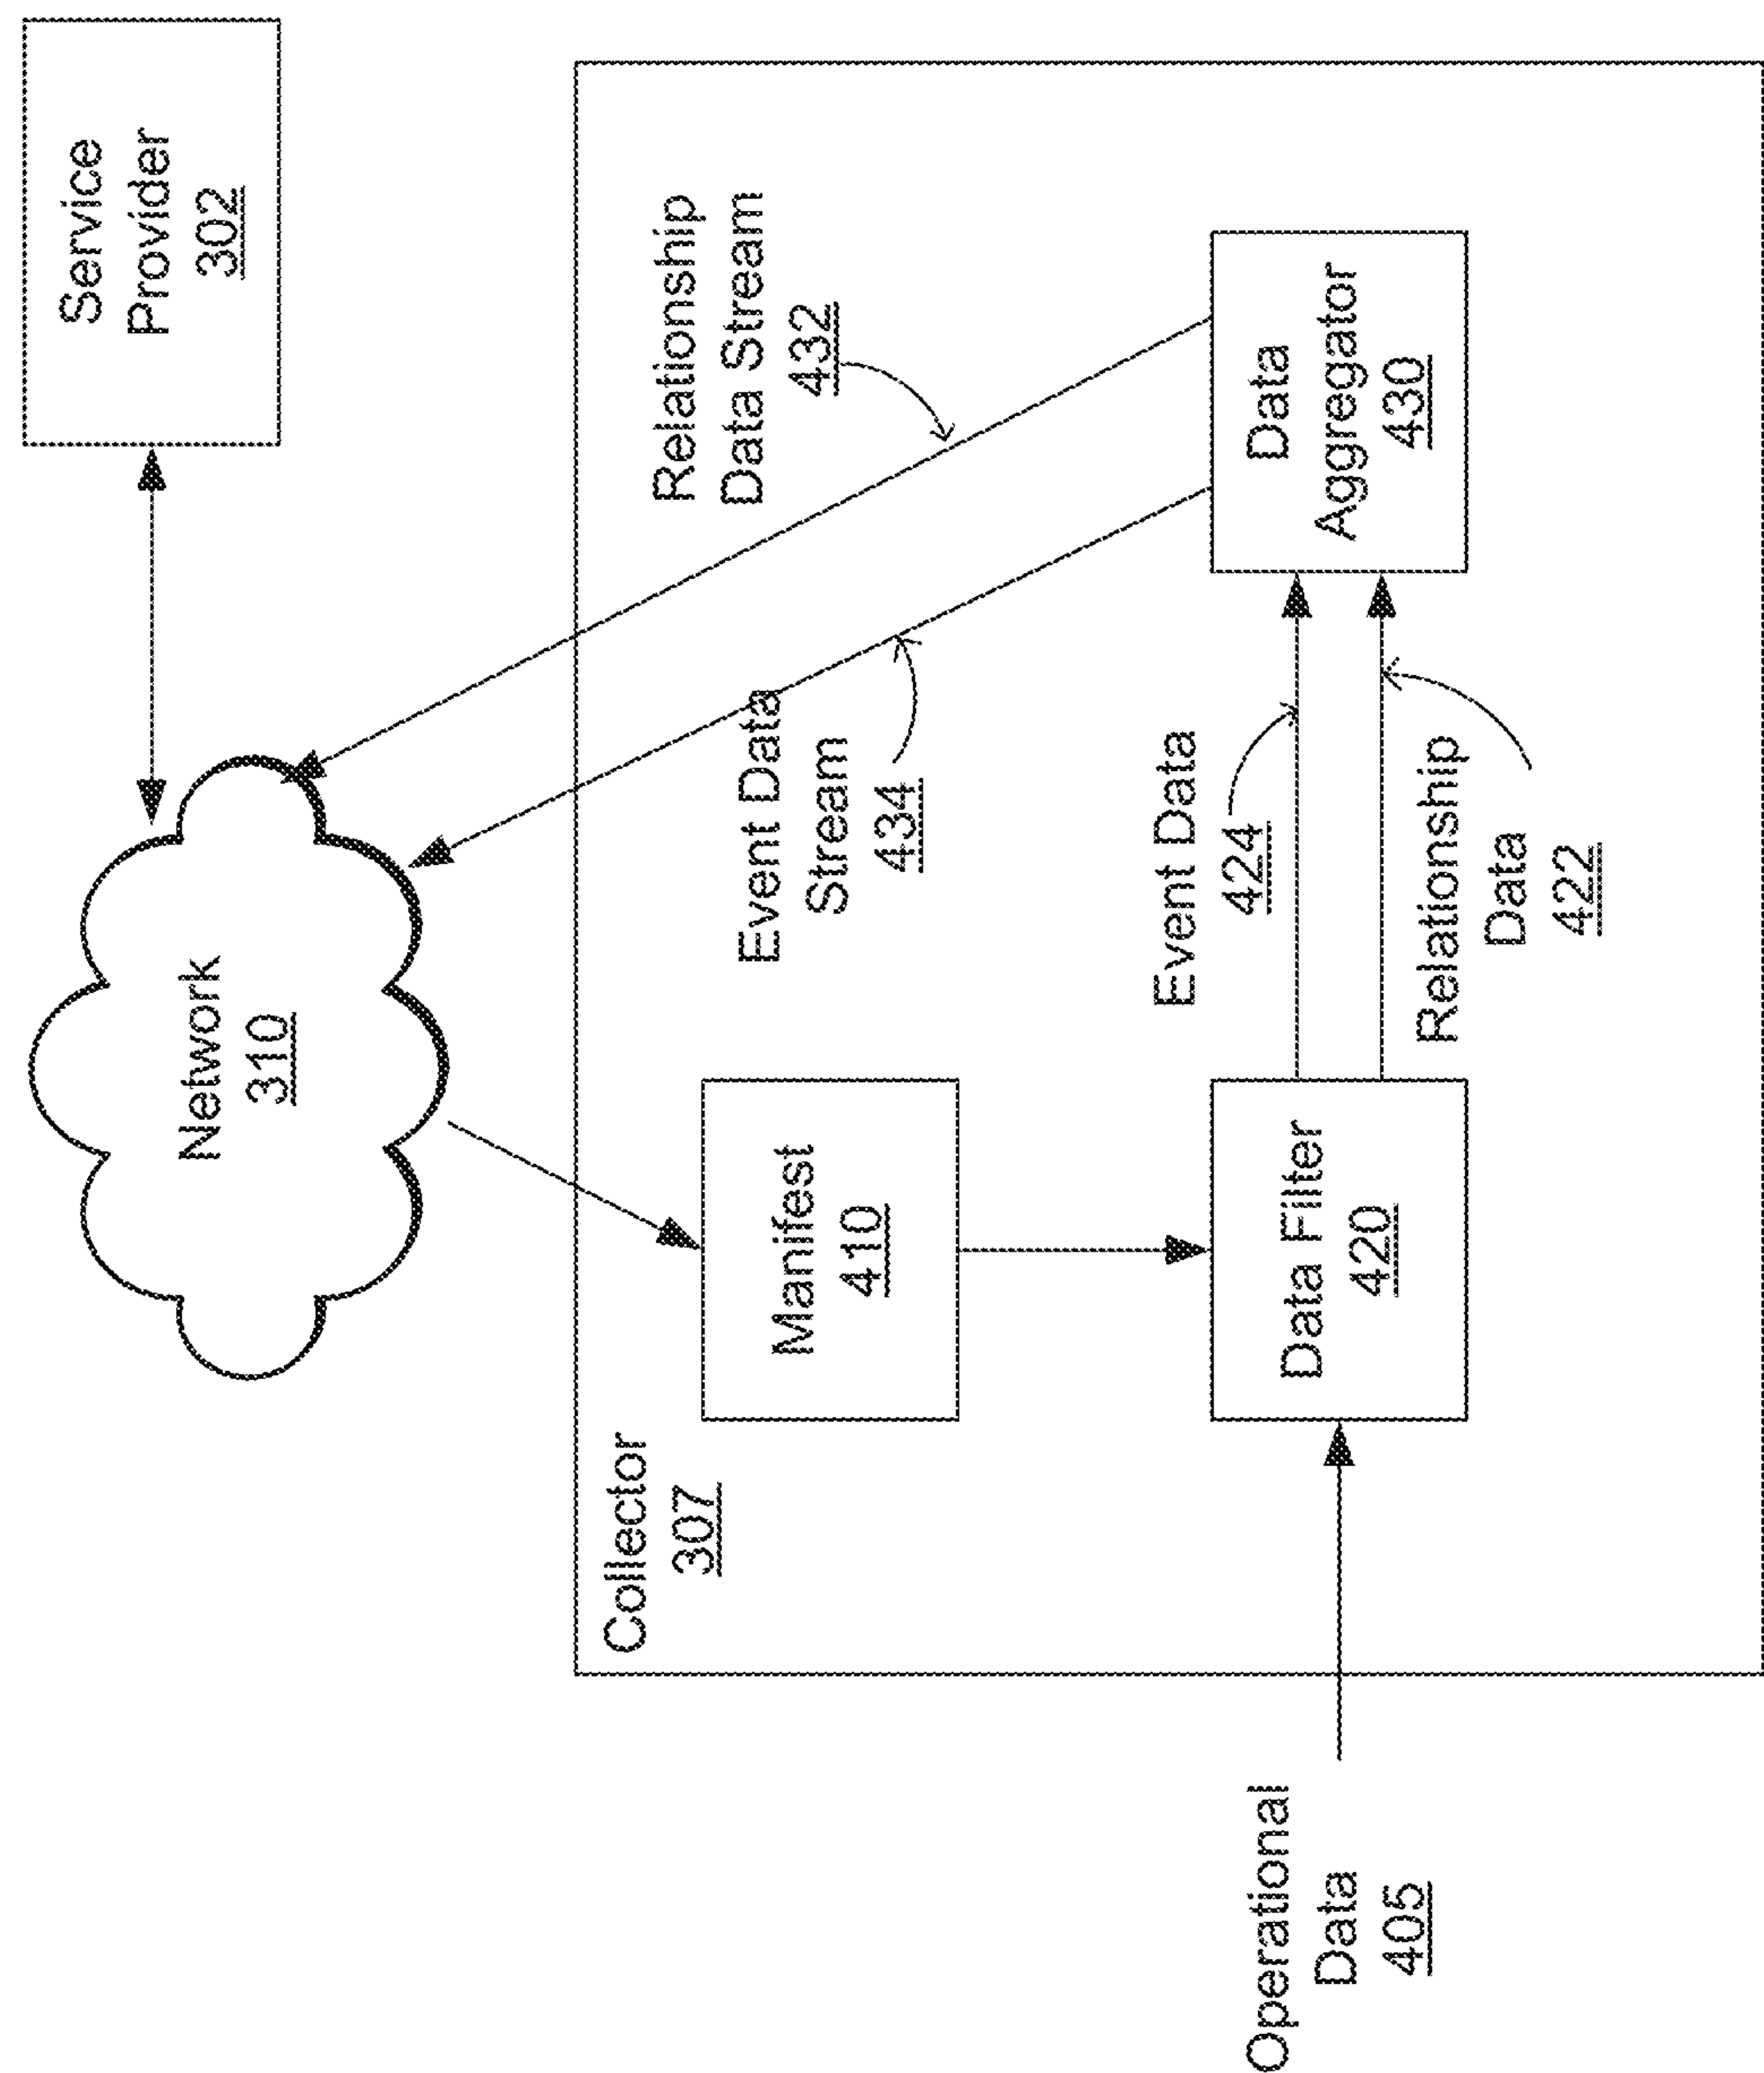 Service
Provider
302
Network
310
Collector
307
Manifest
410
Event Data
Stream
434
Relationship
Data Stream
432
Operational
Data
405
Data Filter
420
Event Data
424
Relationship
Data
422
Data
Aggregator
430